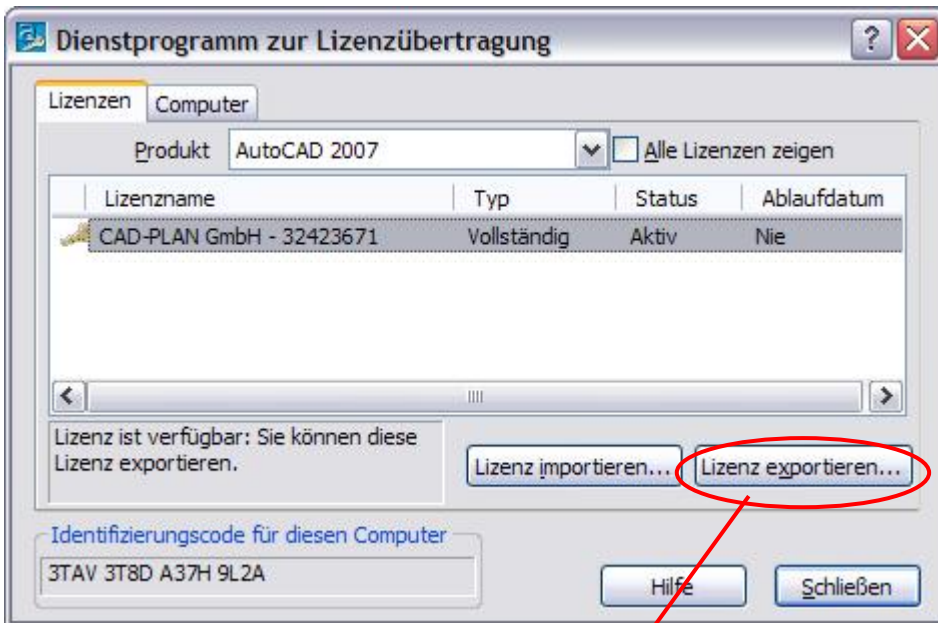 Dienstprogramm zur Lizenzübertragung
Lizenzen Computer
Produkt AutoCAD 2007 Alle Lizenzen zeigen
Lizenzname Typ Status Ablaufdatum
CAD-PLAN GmbH - 32423671 Vollständig Aktiv Nie
Lizenz ist verfügbar: Sie können diese
Lizenz exportieren.
Lizenz importieren... Lizenz exportieren...
Identifizierungscode für diesen Computer
3TAV 3T8D A37H 9L2A
Hilfe Schließen